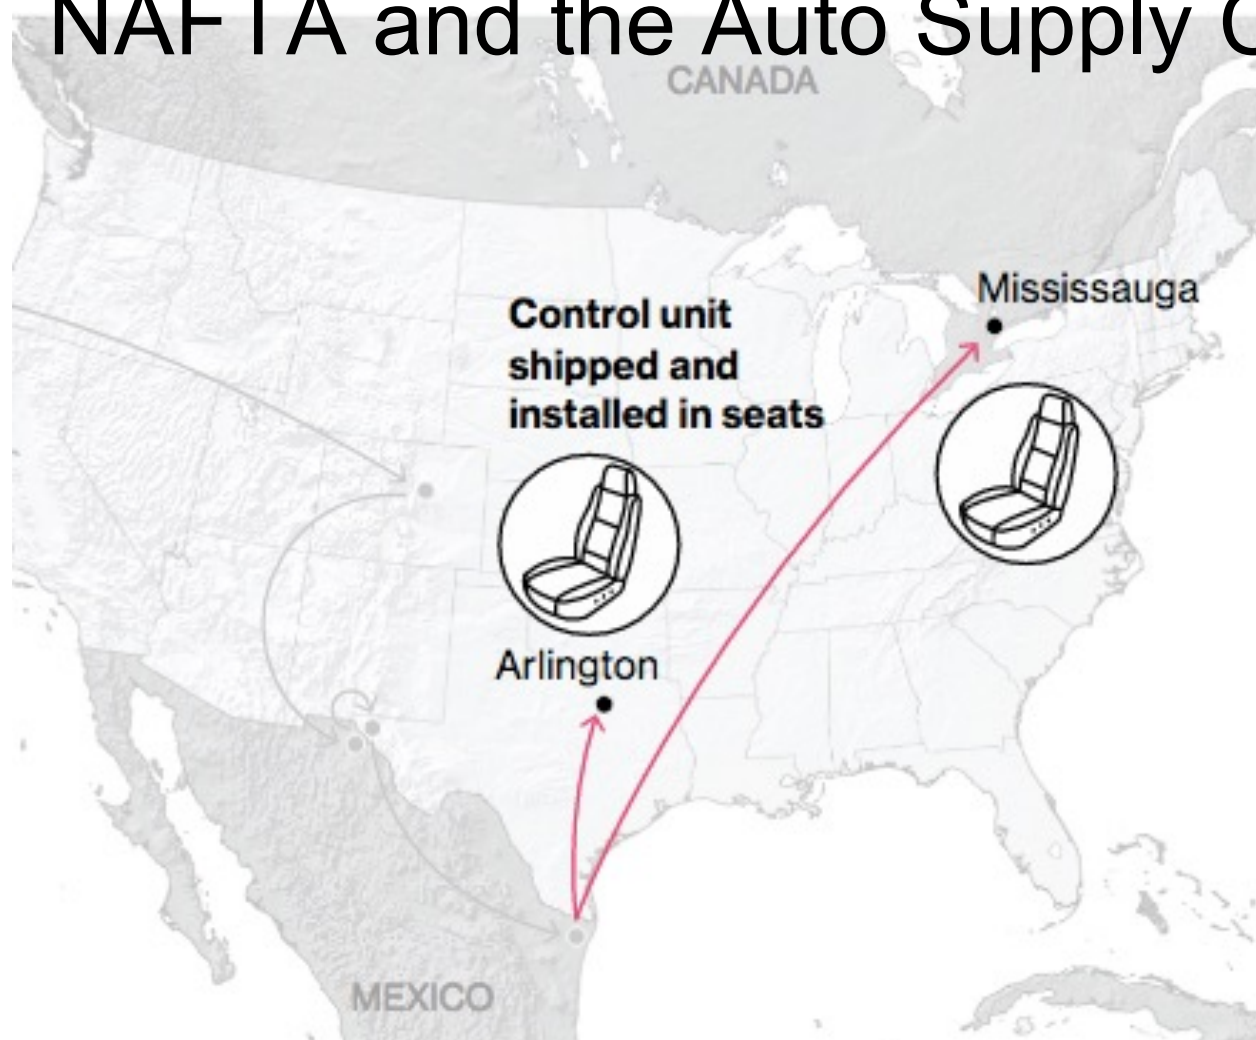 NAFTA and the Auto Supply C
CANADA
Mississauga
Control unit
shipped and
installed in seats
Arlington
MEXICO